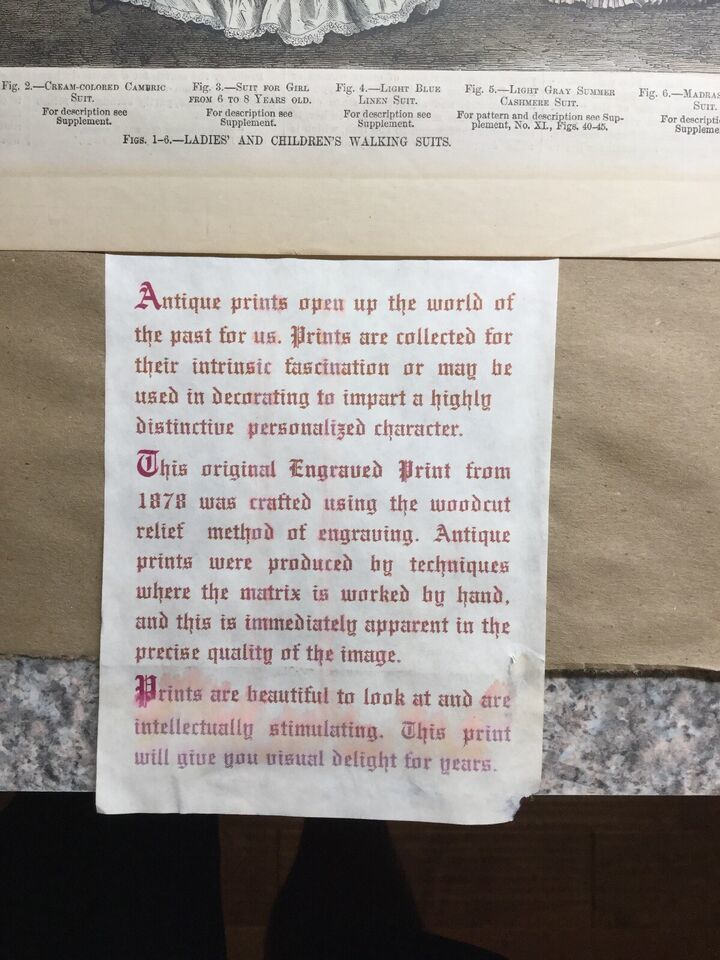 Fig. 2.—Cream-colored Cambric Suit.
For description see Supplement.
Fig. 3.—Suit for Girl from 6 to 8 Years old.
For description see Supplement.
Fig. 4.—Light Blue Linen Suit.
For description see Supplement.
Fig. 5.—Light Gray Summer Cashmere Suit.
For pattern and description see Supplement, No. XL, Figs. 40-45.
Fig. 6.—Madras
Suit.
For
see
Figs. 1-6.—LADIES' AND CHILDREN'S WALKING SUITS.
Antique prints open up the world of
the past for us. Prints are collected for
their intrinsic fascination or may be
used in decorating to impart a highly
distinctive personalized character.
This original Engraved Print from
1878 was crafted using the woodcut
relief method of engraving. Antique
prints were produced by techniques
where the matrix is worked by hand,
and this is immediately apparent in the
precise quality of the image.
Prints are beautiful to look at and are
intellectually stimulating. This print
will give you visual delight for years.